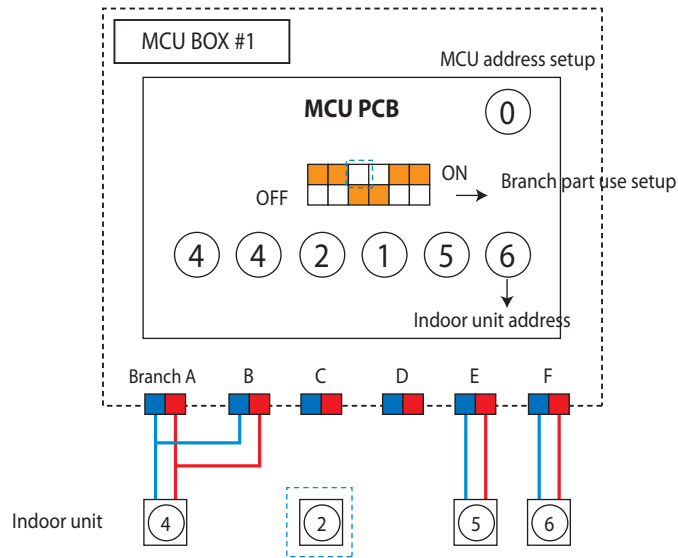 MCU BOX #1
MCU address setup
MCU PCB
0
ON
Branch part use setup
OFF
4 4 2 1 5 6
Indoor unit address
Branch A B C D E F
Indoor unit 4 2 5 6